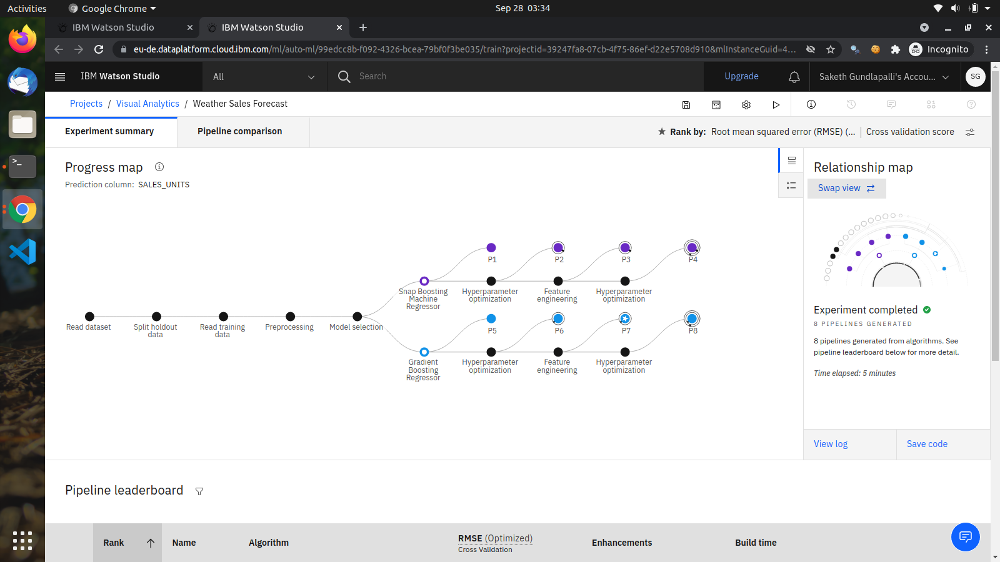 Activities
Google Chrome
Sep 28 03:34
IBM Watson Studio
IBM Watson Studio
eu-de.dataplatform.cloud.ibm.com/ml/auto-ml/99edcc8b-f092-4326-bcea-79bf0f3be035/train?projectid=39247fa8-07cb-4f75-86ef-d22e5708d910&mlInstanceGuid=4...
Incognito
IBM Watson Studio
All
Search
Upgrade
Saketh Gundlapalli's Accou...
SG
Projects / Visual Analytics / Weather Sales Forecast
Experiment summary
Pipeline comparison
Rank by: Root mean squared error (RMSE) (... | Cross validation score
Progress map
Prediction column: SALES_UNITS
Relationship map
Swap view
P1
P2
P3
P4
Snap Boosting
Machine
Regressor
Hyperparameter
optimization
Feature
engineering
Hyperparameter
optimization
Read dataset
Split holdout
data
Read training
data
Preprocessing
Model selection
P5
P6
P7
P8
Gradient
Boosting
Regressor
Hyperparameter
optimization
Feature
engineering
Hyperparameter
optimization
Experiment completed
8 PIPELINES GENERATED
8 pipelines generated from algorithms. See
pipeline leaderboard below for more detail.
Time elapsed: 5 minutes
View log
Save code
Pipeline leaderboard
Rank
Name
Algorithm
RMSE (Optimized)
Cross Validation
Enhancements
Build time